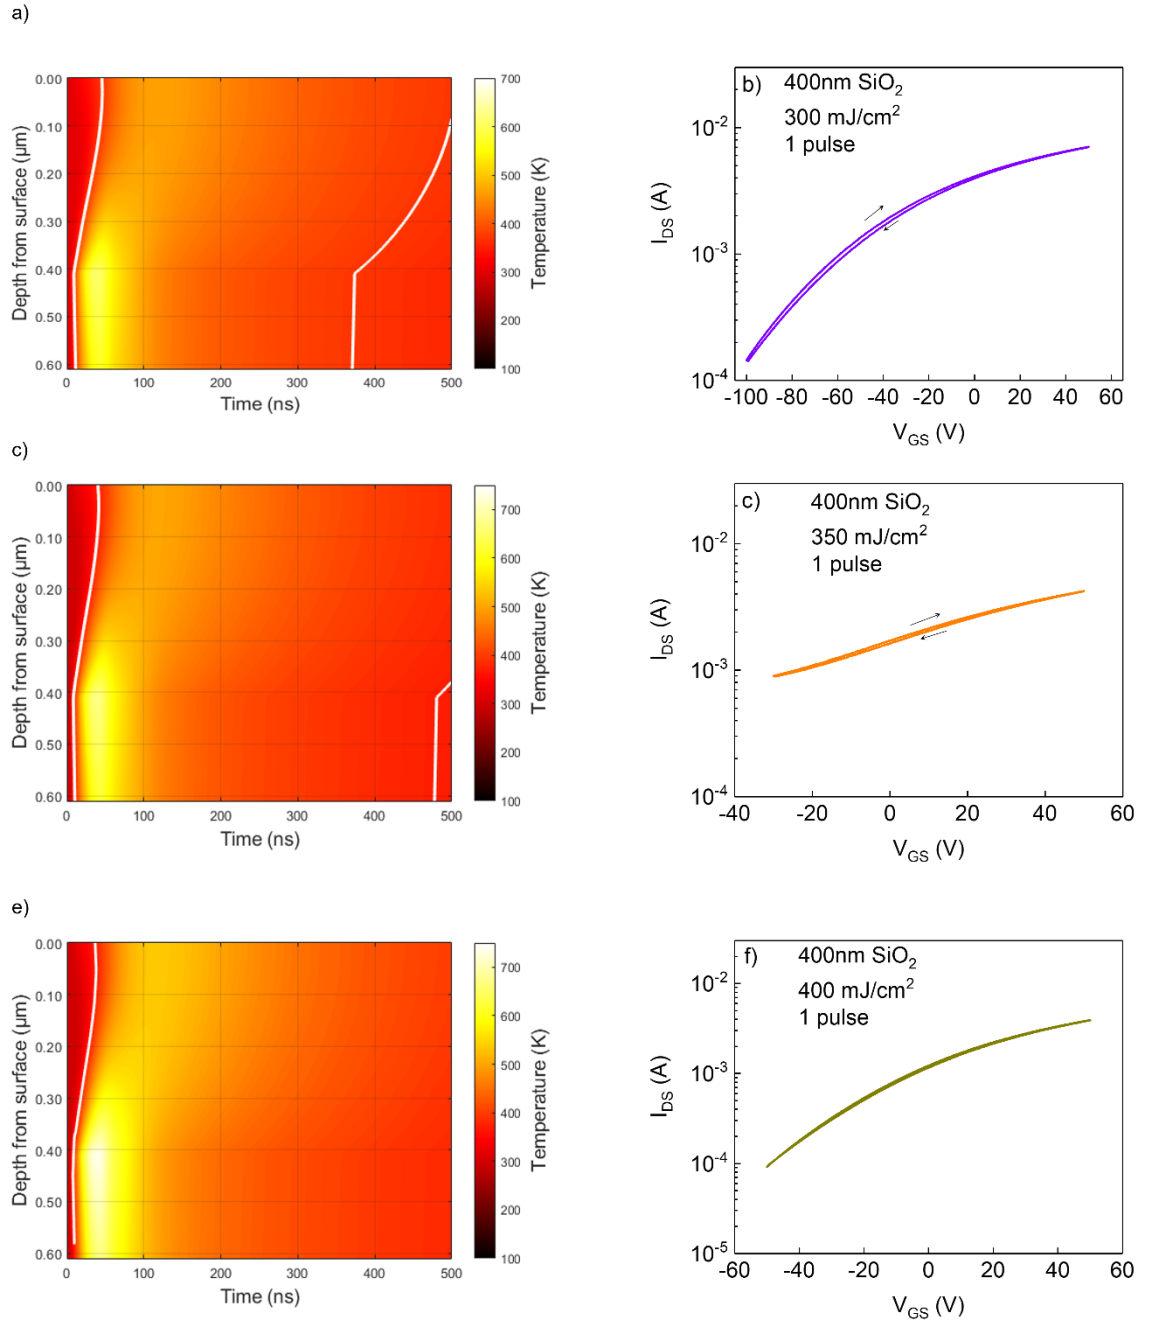 a)
0.00
0.10
0.20
0.30
0.40
0.50
0.60
Depth from surface (µm)
0
100
200
300
400
500
Time (ns)
700
600
500
400
300
200
100
Temperature (K)
b)
400nm SiO2
300 mJ/cm2
1 pulse
10-2
10-3
10-4
IDS (A)
-100 -80 -60 -40 -20 0 20 40 60
VGS (V)
c)
0.00
0.10
0.20
0.30
0.40
0.50
0.60
Depth from surface (µm)
0
100
200
300
400
500
Time (ns)
700
600
500
400
300
200
100
Temperature (K)
c)
400nm SiO2
350 mJ/cm2
1 pulse
10-2
10-3
10-4
IDS (A)
-40 -20 0 20 40 60
VGS (V)
e)
0.00
0.10
0.20
0.30
0.40
0.50
0.60
Depth from surface (µm)
0
100
200
300
400
500
Time (ns)
700
600
500
400
300
200
100
Temperature (K)
f)
400nm SiO2
400 mJ/cm2
1 pulse
10-2
10-3
10-4
10-5
IDS (A)
-60 -40 -20 0 20 40 60
VGS (V)